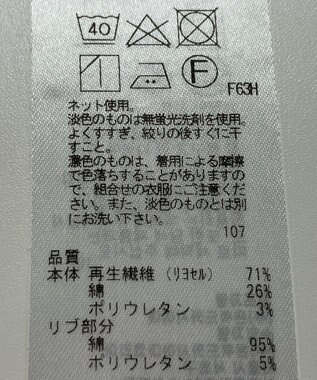 40
F
F63H
ネット使用。
淡色のものは無蛍光洗剤を使用。
よくすすぎ、絞りの後すぐに干
すこと。
濃色のものは、着用による摩擦
で色落ちすることがありますの
で、組合せの衣服にご注意くだ
さい。また、淡色のものとは別
にお洗い下さい。
107
品質
本体 再生繊維 (リヨセル) 71%
綿 26%
ポリウレタン 3%
リブ部分
綿 95%
ポリウレタン 5%